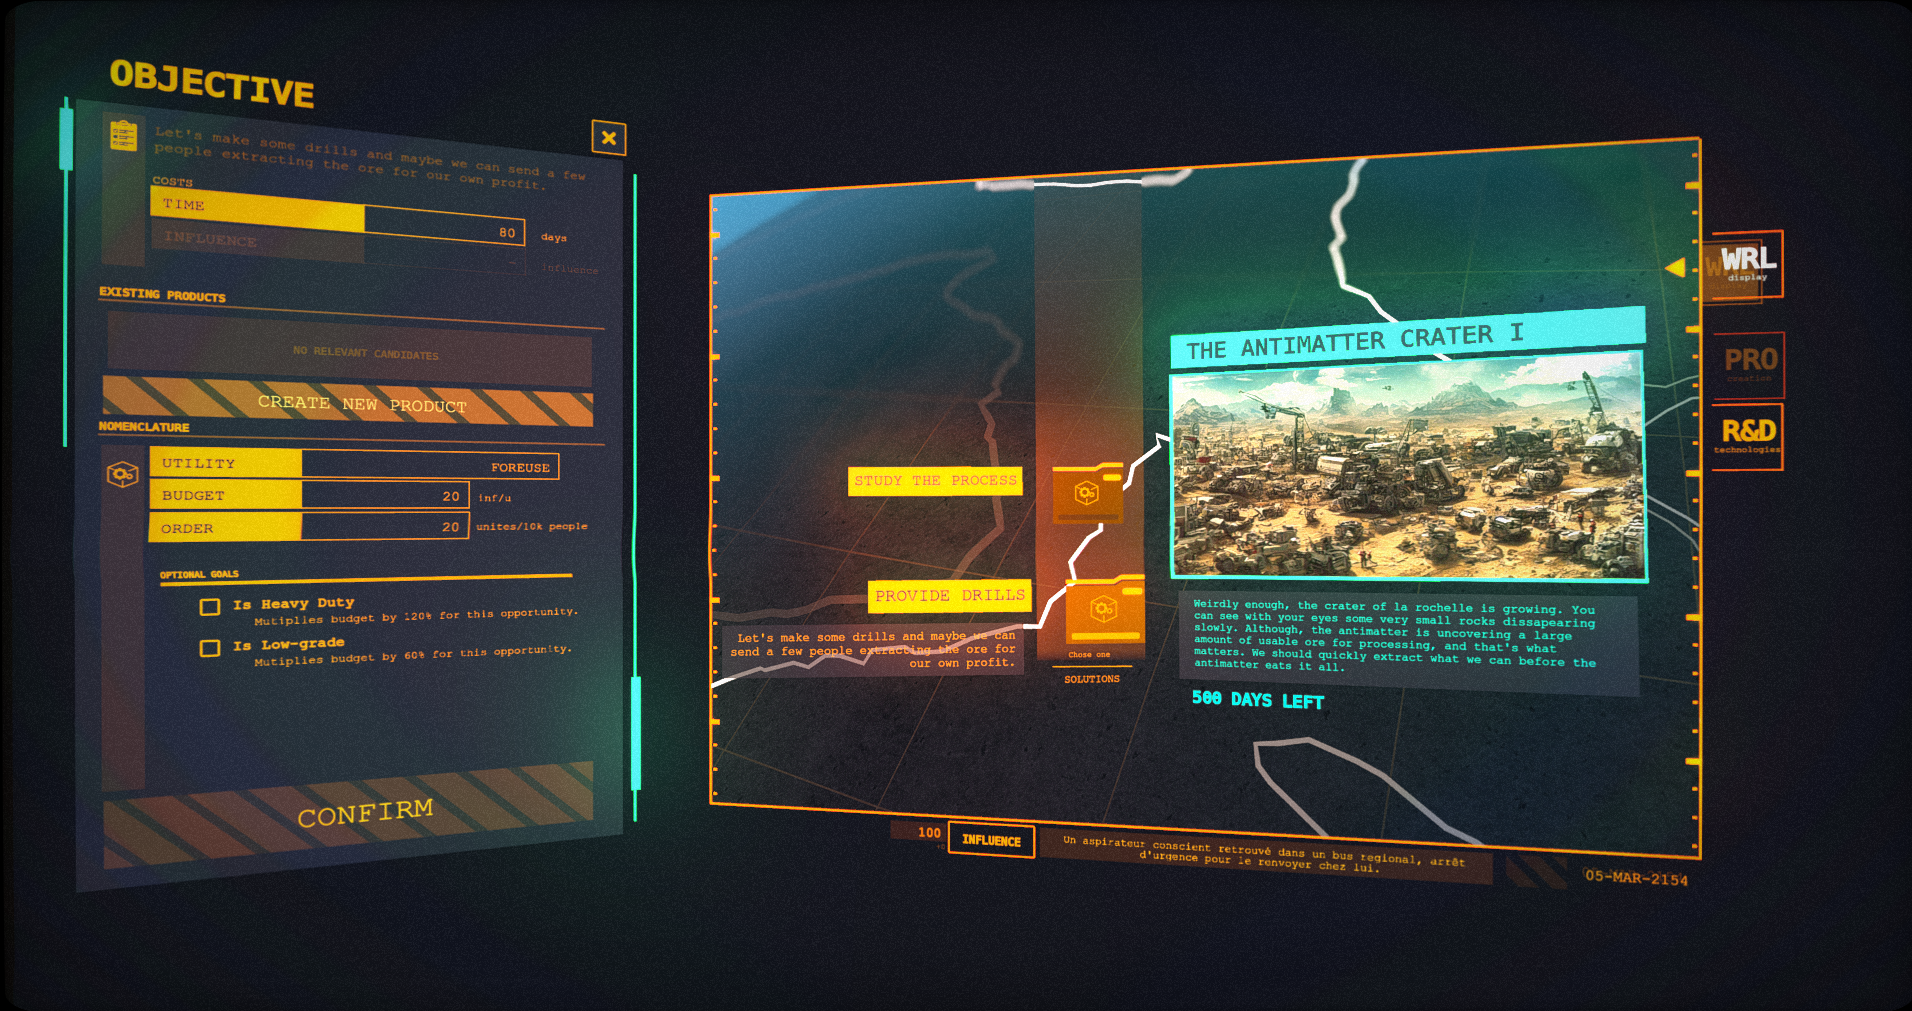 OBJECTIVE
Let's make some drills and maybe we can send a few
people extracting the ore for our own profit.
COSTS
TIME
80
days
INFLUENCE
Influence
EXISTING PRODUCTS
NO RELEVANT CANDIDATES
CREATE NEW PRODUCT
NOMENCLATURE
UTILITY
FOREUSE
BUDGET
20
inf/u
ORDER
20
unites/10k people
OPTIONAL GOALS
Is Heavy Duty
Mutiplies budget by 120% for this opportunity.
Is Low-grade
Mutiplies budget by 60% for this opportunity.
CONFIRM
STUDY THE PROCESS
PROVIDE DRILLS
Let's make some drills and maybe we can
send a few people extracting the ore for
our own profit.
Chose one
SOLUTIONS
THE ANTIMATTER CRATER I
Weirdly enough, the crater of la rochelle is growing. You
can see with your eyes some very small rocks dissapearing
slowly. Although, the antimatter is uncovering a large
amount of usable ore for processing, and that's what
matters. We should quickly extract what we can before the
antimatter eats it all.
500 DAYS LEFT
WRL
display
PRO
creation
R&D
technologies
100
+0
INFLUENCE
Un aspirateur conscient retrouvé dans un bus regional, arrêt
d'urgence pour le renvoyer chez lui.
05-MAR-2154